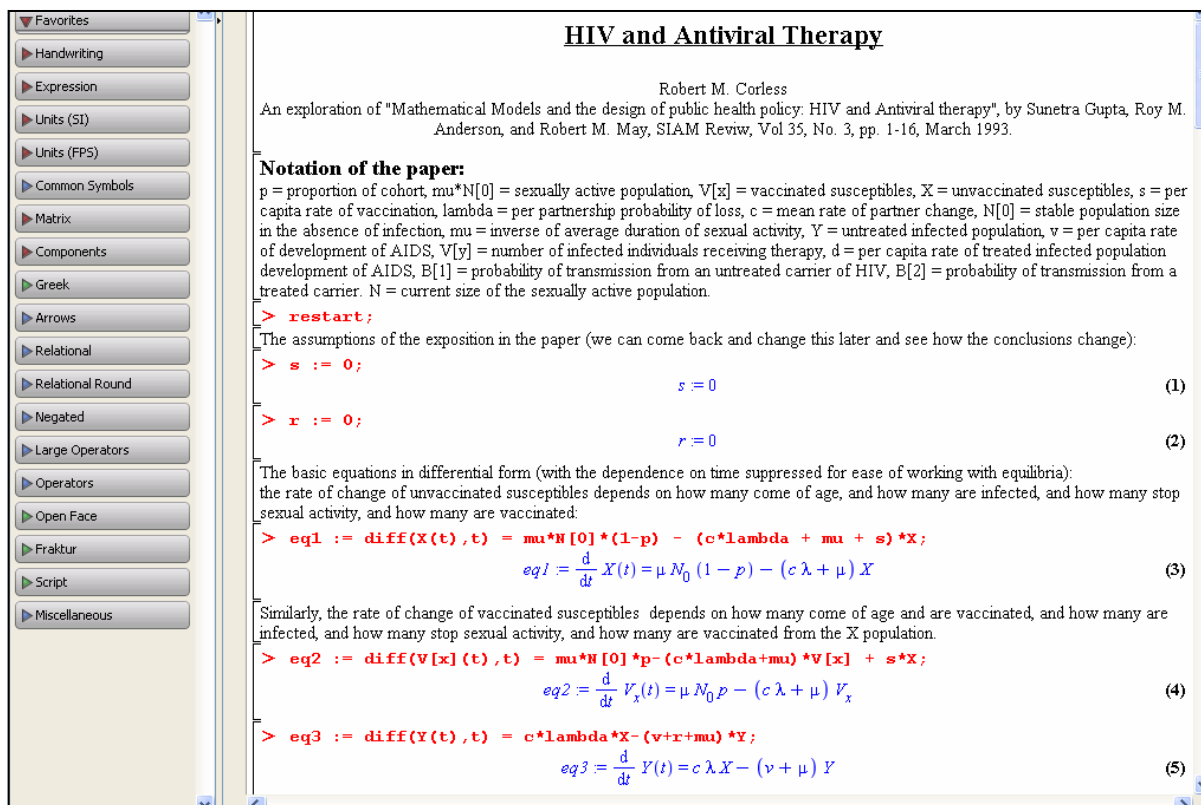 Favorites
Handwriting
Expression
Units (SI)
Units (FPS)
Common Symbols
Matrix
Components
Greek
Arrows
Relational
Relational Round
Negated
Large Operators
Operators
Open Face
Fraktur
Script
Miscellaneous
HIV and Antiviral Therapy
Robert M. Corless
An exploration of "Mathematical Models and the design of public health policy: HIV and Antiviral therapy", by Sunetra Gupta, Roy M.
Anderson, and Robert M. May, SIAM Reviw, Vol 35, No. 3, pp. 1-16, March 1993.
Notation of the paper:
p = proportion of cohort, mu*N[0] = sexually active population, V[x] = vaccinated susceptibles, X = unvaccinated susceptibles, s = per
capita rate of vaccination, lambda = per partnership probability of loss, c = mean rate of partner change, N[0] = stable population size
in the absence of infection, mu = inverse of average duration of sexual activity, Y = untreated infected population, v = per capita rate
of development of AIDS, V[y] = number of infected individuals receiving therapy, d = per capita rate of treated infected population
development of AIDS, B[1] = probability of transmission from an untreated carrier of HIV, B[2] = probability of transmission from a
treated carrier. N = current size of the sexually active population.
> restart;
The assumptions of the exposition in the paper (we can come back and change this later and see how the conclusions change):
> s := 0;
s := 0 (1)
> r := 0;
r := 0 (2)
The basic equations in differential form (with the dependence on time suppressed for ease of working with equilibria):
the rate of change of unvaccinated susceptibles depends on how many come of age, and how many are infected, and how many stop
sexual activity, and how many are vaccinated:
> eq1 := diff(X(t),t) = mu*N[0]*(1-p) - (c*lambda + mu + s)*X;
eq1 := d/dt X(t) = μ N₀ (1 − p) − (c λ + μ) X (3)
Similarly, the rate of change of vaccinated susceptibles depends on how many come of age and are vaccinated, and how many are
infected, and how many stop sexual activity, and how many are vaccinated from the X population.
> eq2 := diff(V[x](t),t) = mu*N[0]*p-(c*lambda+mu)*V[x] + s*X;
eq2 := d/dt Vₓ(t) = μ N₀ p − (c λ + μ) Vₓ (4)
> eq3 := diff(Y(t),t) = c*lambda*X-(v+r+mu)*Y;
eq3 := d/dt Y(t) = c λ X − (v + μ) Y (5)